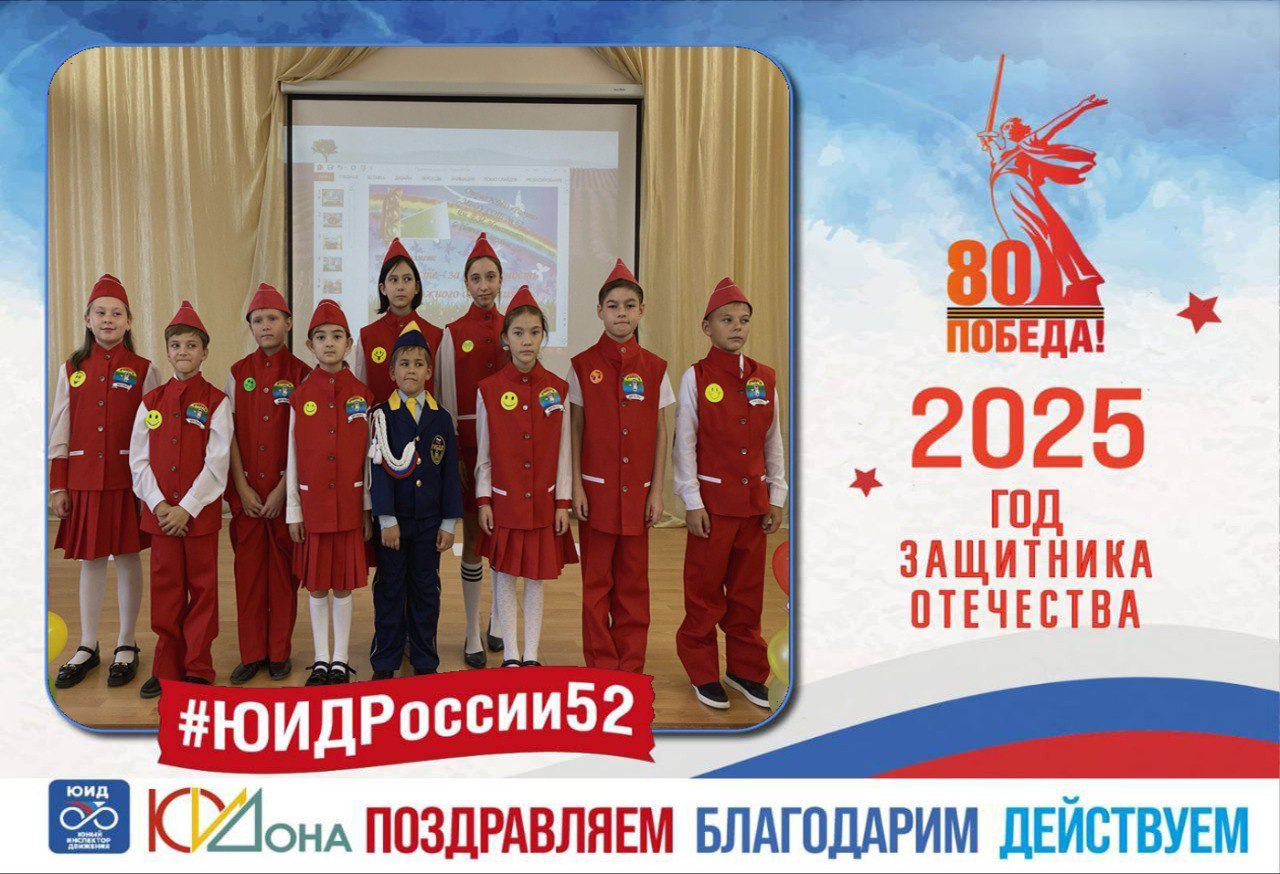 80
ПОБЕДА!
2025
ГОД
ЗАЩИТНИКА
ОТЕЧЕСТВА
#ЮИДРоссии52
ЮИД
ЮНЫЙ
ИНСПЕКТОР
ДВИЖЕНИЯ
ЮИДОНА ПОЗДРАВЛЯЕМ БЛАГОДАРИМ ДЕЙСТВУЕМ